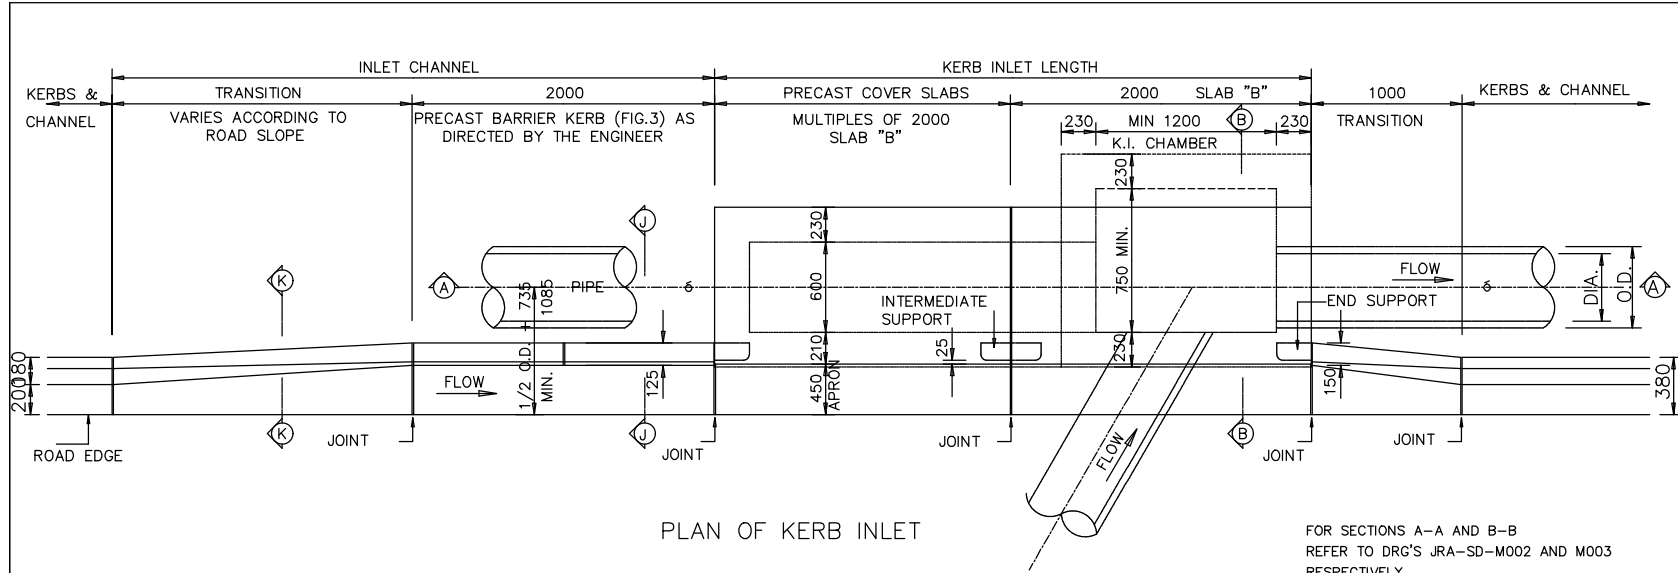 INLET CHANNEL
KERB INLET LENGTH
KERBS &
CHANNEL
TRANSITION
VARIES ACCORDING TO
ROAD SLOPE
2000
PRECAST BARRIER KERB (FIG.3) AS
DIRECTED BY THE ENGINEER
PRECAST COVER SLABS
MULTIPLES OF 2000
SLAB "B"
2000 SLAB "B"
1000
TRANSITION
KERBS & CHANNEL
230
MIN 1200
230
B
K.I. CHAMBER
230
750 MIN.
230
J
K
A
PIPE
δ
1/2 O.D. + 735
1085
MIN.
230
600
210
450
APRON
INTERMEDIATE
SUPPORT
25
FLOW
END SUPPORT
δ
DIA.
O.D.
A
180
200
FLOW
125
150
380
ROAD EDGE
K
JOINT
J
JOINT
JOINT
B
JOINT
JOINT
FLOW
PLAN OF KERB INLET
FOR SECTIONS A-A AND B-B
REFER TO DRG'S JRA-SD-M002 AND M003
RESPECTIVELY